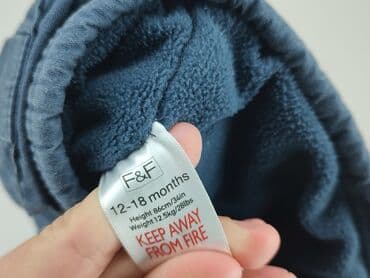 F&F
12-18 months
Height 86cm/34in
Weight 12.5kg/28lbs
KEEP AWAY
FROM FIRE